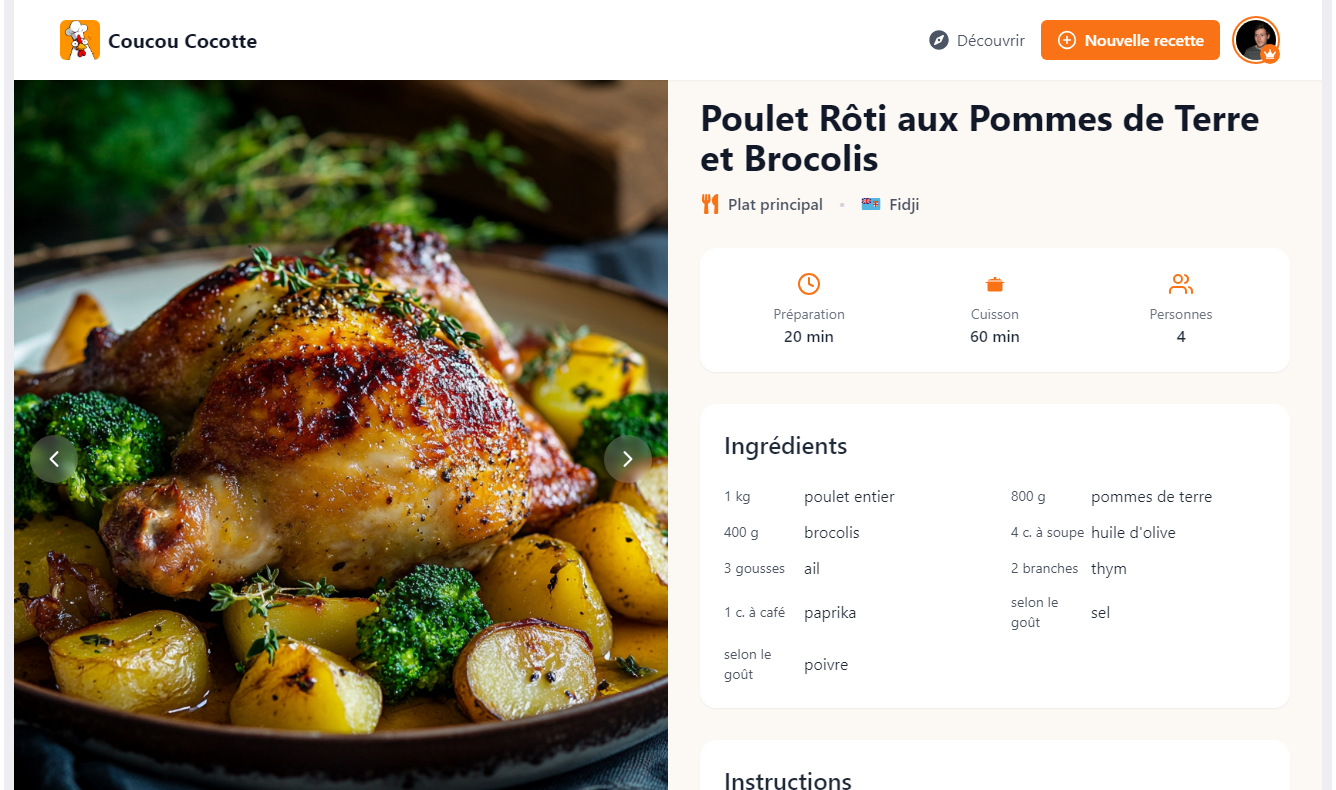 Coucou Cocotte
Découvrir
Nouvelle recette
Poulet Rôti aux Pommes de Terre
et Brocolis
Plat principal • Fidji
Préparation
20 min
Cuisson
60 min
Personnes
4
Ingrédients
1 kg poulet entier
800 g pommes de terre
400 g brocolis
4 c. à soupe huile d'olive
3 gousses ail
2 branches thym
1 c. à café paprika
selon le
goût sel
selon le
goût poivre
Instructions